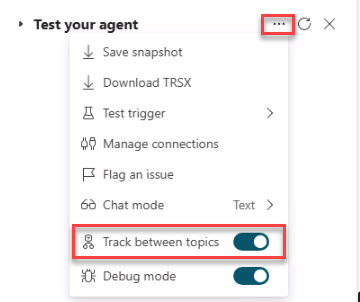 Test your agent
Save snapshot
Download TRSX
Test trigger
Manage connections
Flag an issue
Chat mode Text
Track between topics
Debug mode